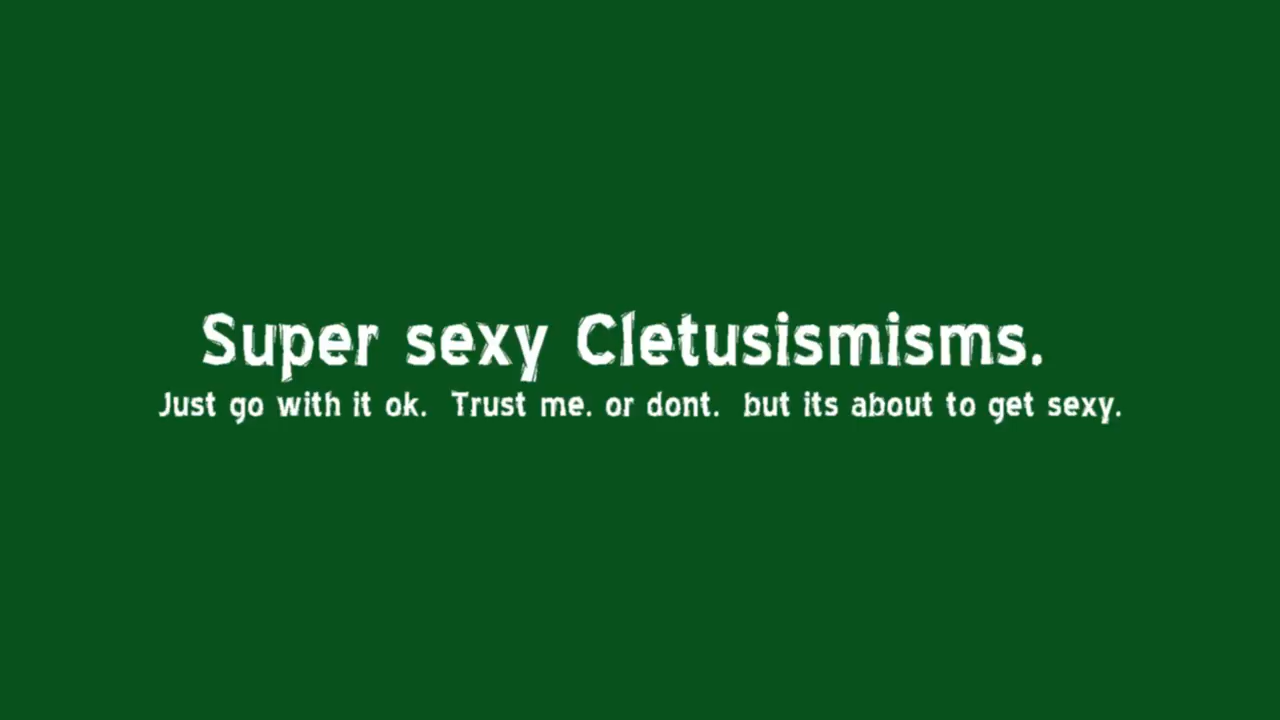 Super sexy Cletusismisms.
Just go with it ok.  Trust me. or dont.  but its about to get sexy.